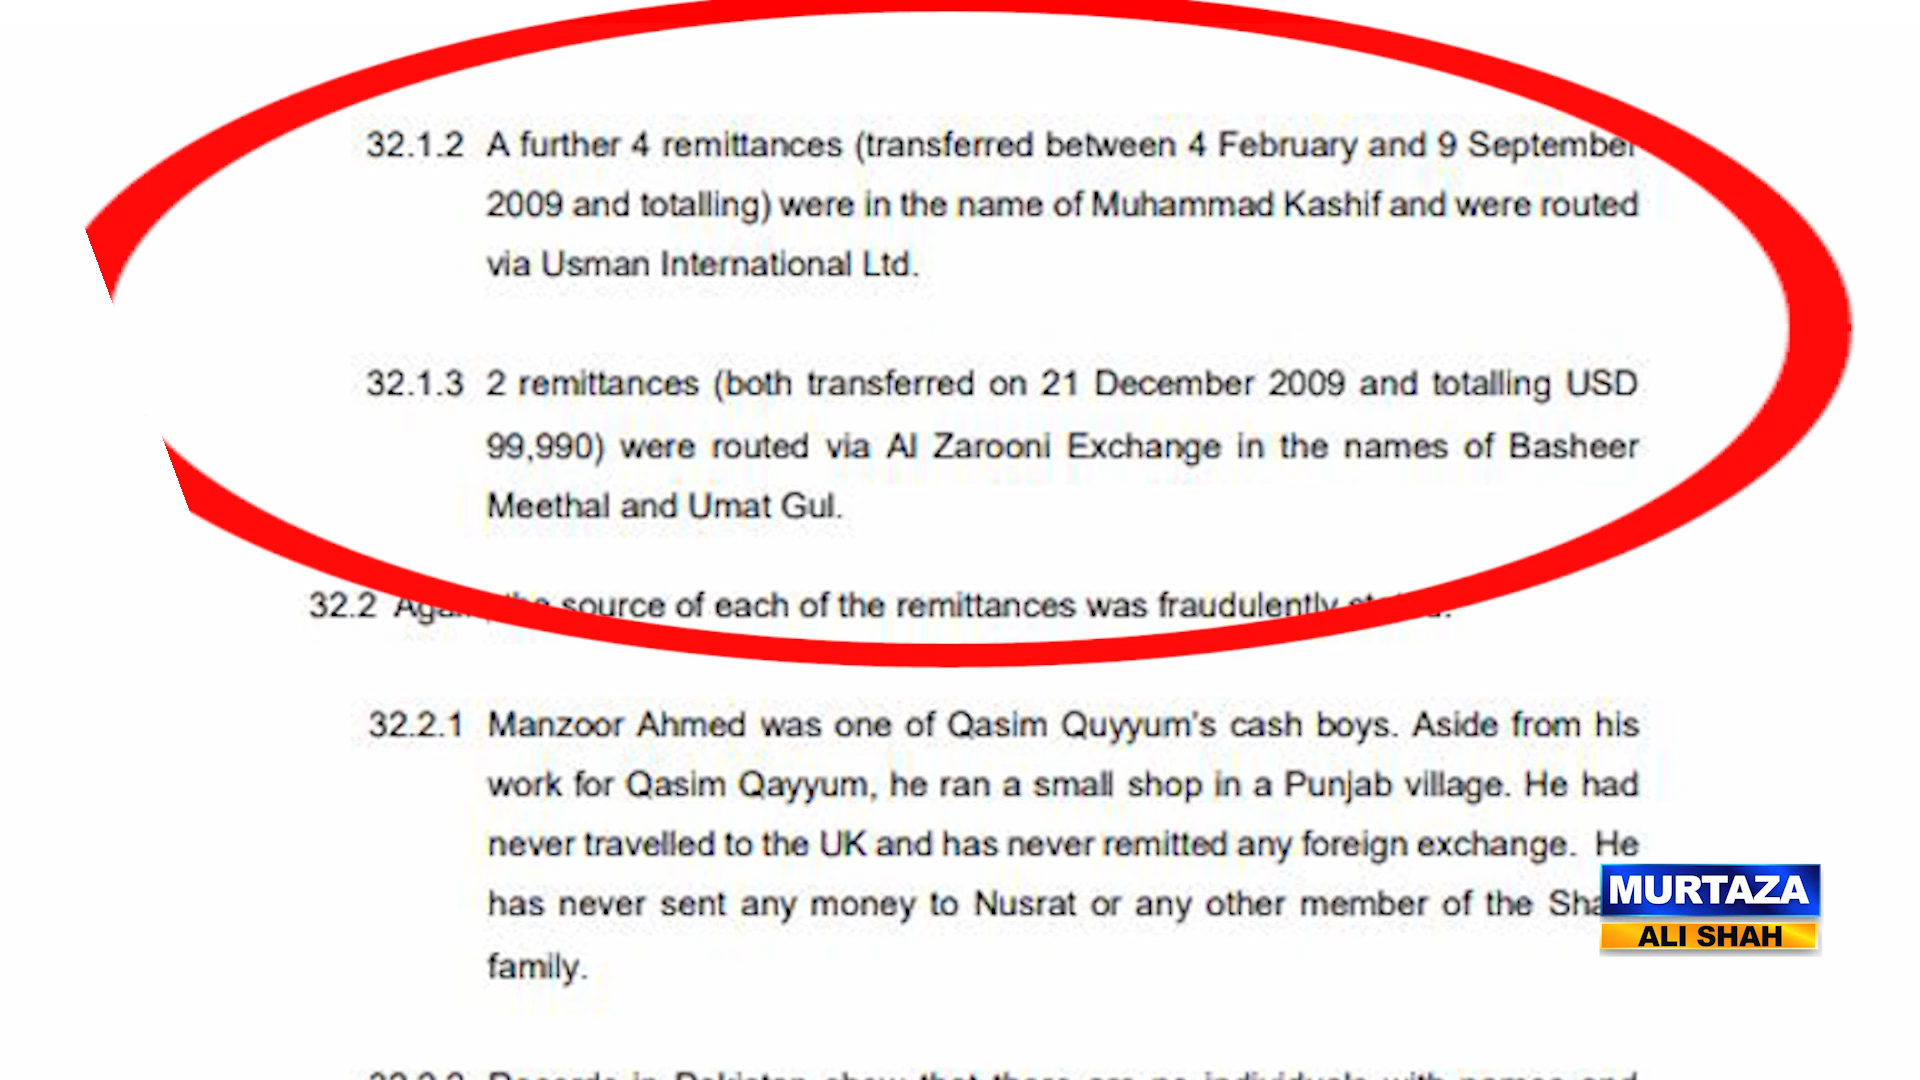 32.1.2 A further 4 remittances (transferred between 4 February and 9 September
2009 and totalling) were in the name of Muhammad Kashif and were routed
via Usman International Ltd.
32.1.3 2 remittances (both transferred on 21 December 2009 and totalling USD
99,990) were routed via Al Zarooni Exchange in the names of Basheer
Meethal and Umat Gul.
32.2 source of each of the remittances was fraudulently
32.2.1 Manzoor Ahmed was one of Qasim Quyyum's cash boys. Aside from his
work for Qasim Qayyum, he ran a small shop in a Punjab village. He had
never travelled to the UK and has never remitted any foreign exchange. He
has never sent any money to Nusrat or any other member of the
family.
MURTAZA
ALI SHAH